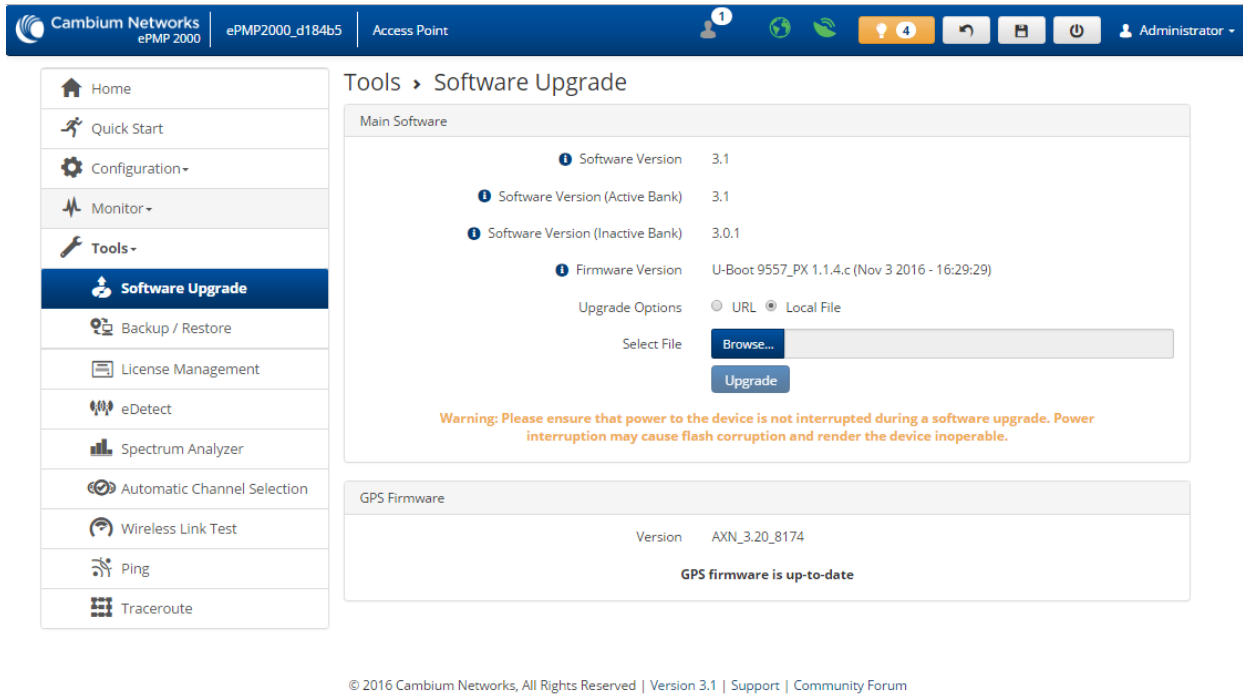 Cambium Networks
ePMP 2000
ePMP2000_d184b5
Access Point
1
4
Administrator
Home
Quick Start
Configuration
Monitor
Tools
Software Upgrade
Backup / Restore
License Management
eDetect
Spectrum Analyzer
Automatic Channel Selection
Wireless Link Test
Ping
Traceroute
Tools › Software Upgrade
Main Software
Software Version 3.1
Software Version (Active Bank) 3.1
Software Version (Inactive Bank) 3.0.1
Firmware Version U-Boot 9557_PX 1.1.4.c (Nov 3 2016 - 16:29:29)
Upgrade Options URL Local File
Select File Browse...
Upgrade
Warning: Please ensure that power to the device is not interrupted during a software upgrade. Power
interruption may cause flash corruption and render the device inoperable.
GPS Firmware
Version AXN_3.20_8174
GPS firmware is up-to-date
© 2016 Cambium Networks, All Rights Reserved | Version 3.1 | Support | Community Forum